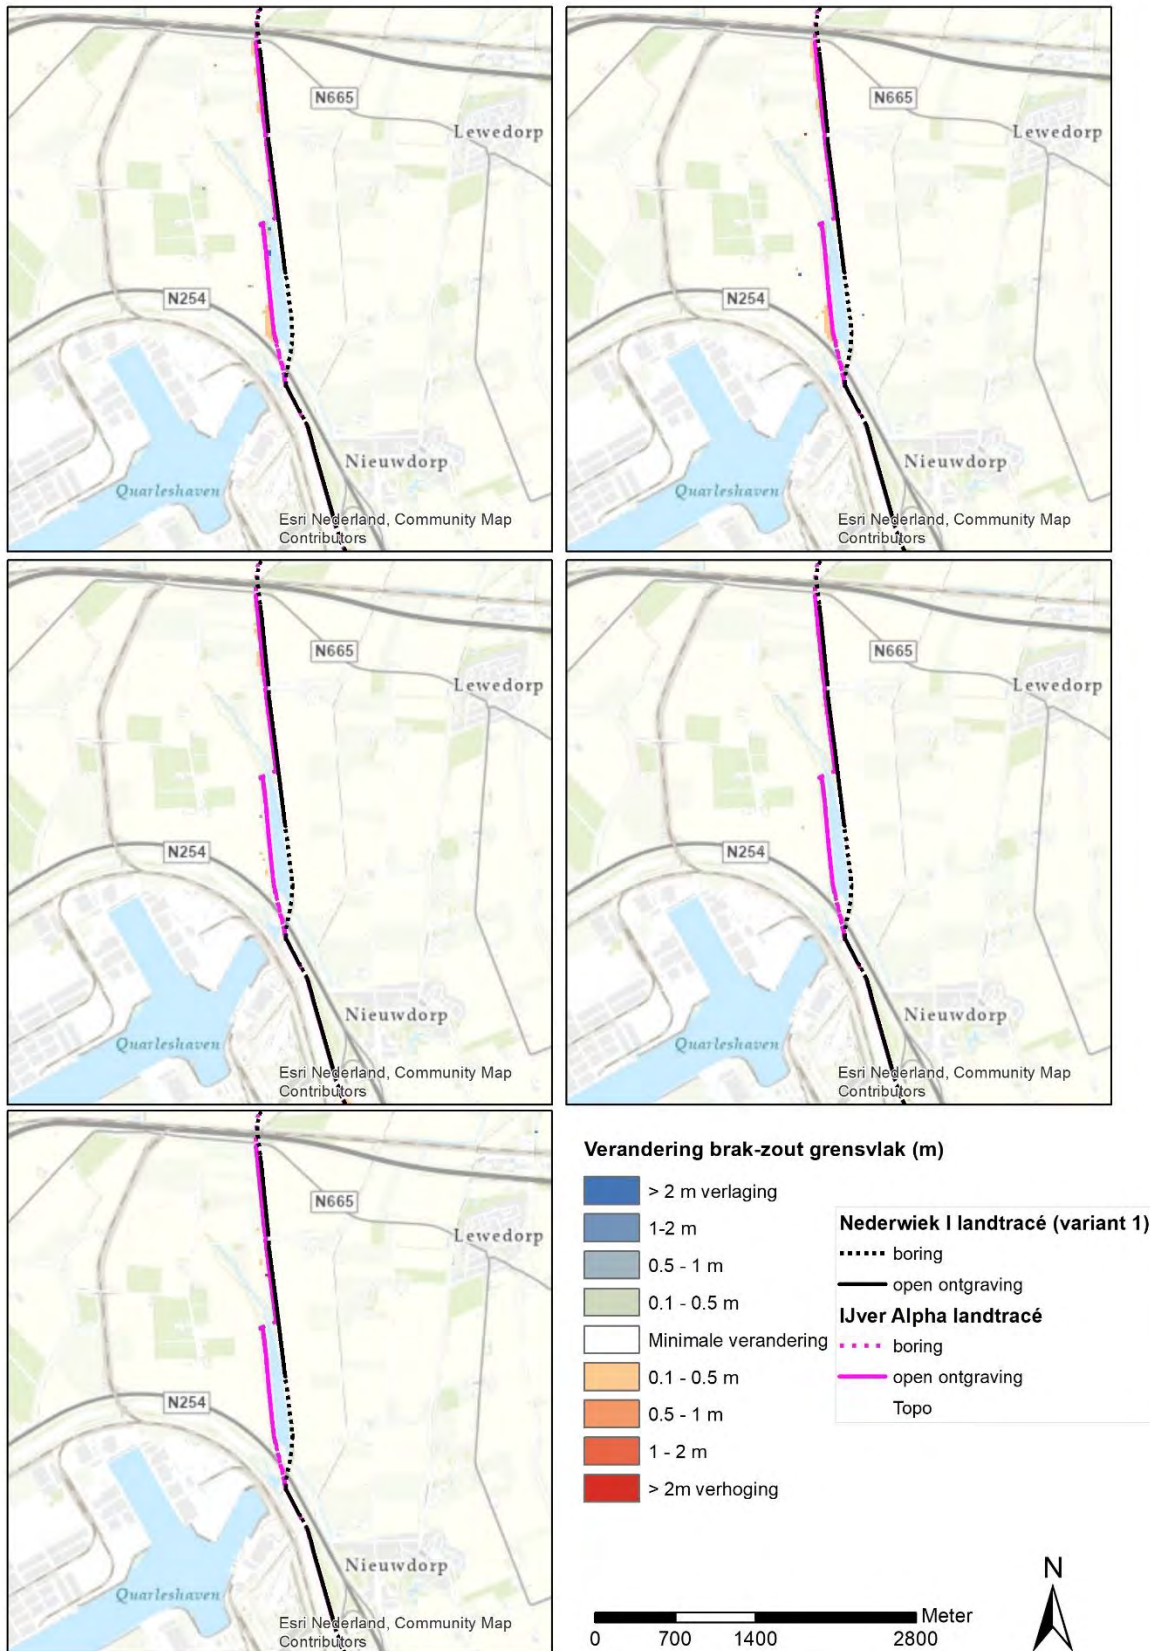 N665
Lewedorp
N254
Nieuwdorp
Quarleshaven
Esri Nederland, Community Map
Contributors
N665
Lewedorp
N254
Nieuwdorp
Quarleshaven
Esri Nederland, Community Map
Contributors
N665
Lewedorp
N254
Nieuwdorp
Quarleshaven
Esri Nederland, Community Map
Contributors
N665
Lewedorp
N254
Nieuwdorp
Quarleshaven
Esri Nederland, Community Map
Contributors
N665
Lewedorp
N254
Nieuwdorp
Quarleshaven
Esri Nederland, Community Map
Contributors
Verandering brak-zout grensvlak (m)
> 2 m verlaging
1-2 m
0.5 - 1 m
0.1 - 0.5 m
Minimale verandering
0.1 - 0.5 m
0.5 - 1 m
1 - 2 m
> 2m verhoging
Nederwiek I landtracé (variant 1)
boring
open ontgraving
IJver Alpha landtracé
boring
open ontgraving
Topo
Meter
0 700 1400 2800
N